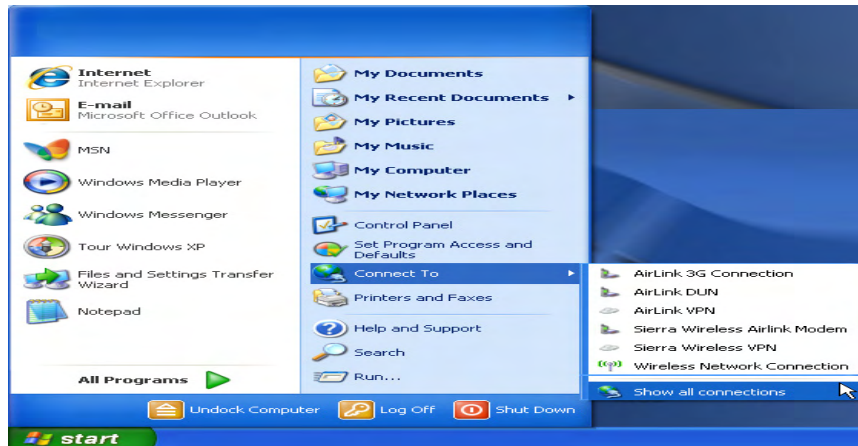 Internet
Internet Explorer
E-mail
Microsoft Office Outlook
MSN
Windows Media Player
Windows Messenger
Tour Windows XP
Files and Settings Transfer
Wizard
Notepad
All Programs
My Documents
My Recent Documents
My Pictures
My Music
My Computer
My Network Places
Control Panel
Set Program Access and
Defaults
Connect To
Printers and Faxes
Help and Support
Search
Run...
AirLink 3G Connection
AirLink DUN
AirLink VPN
Sierra Wireless Airlink Modem
Sierra Wireless VPN
Wireless Network Connection
Show all connections
Undock Computer
Log Off
Shut Down
start